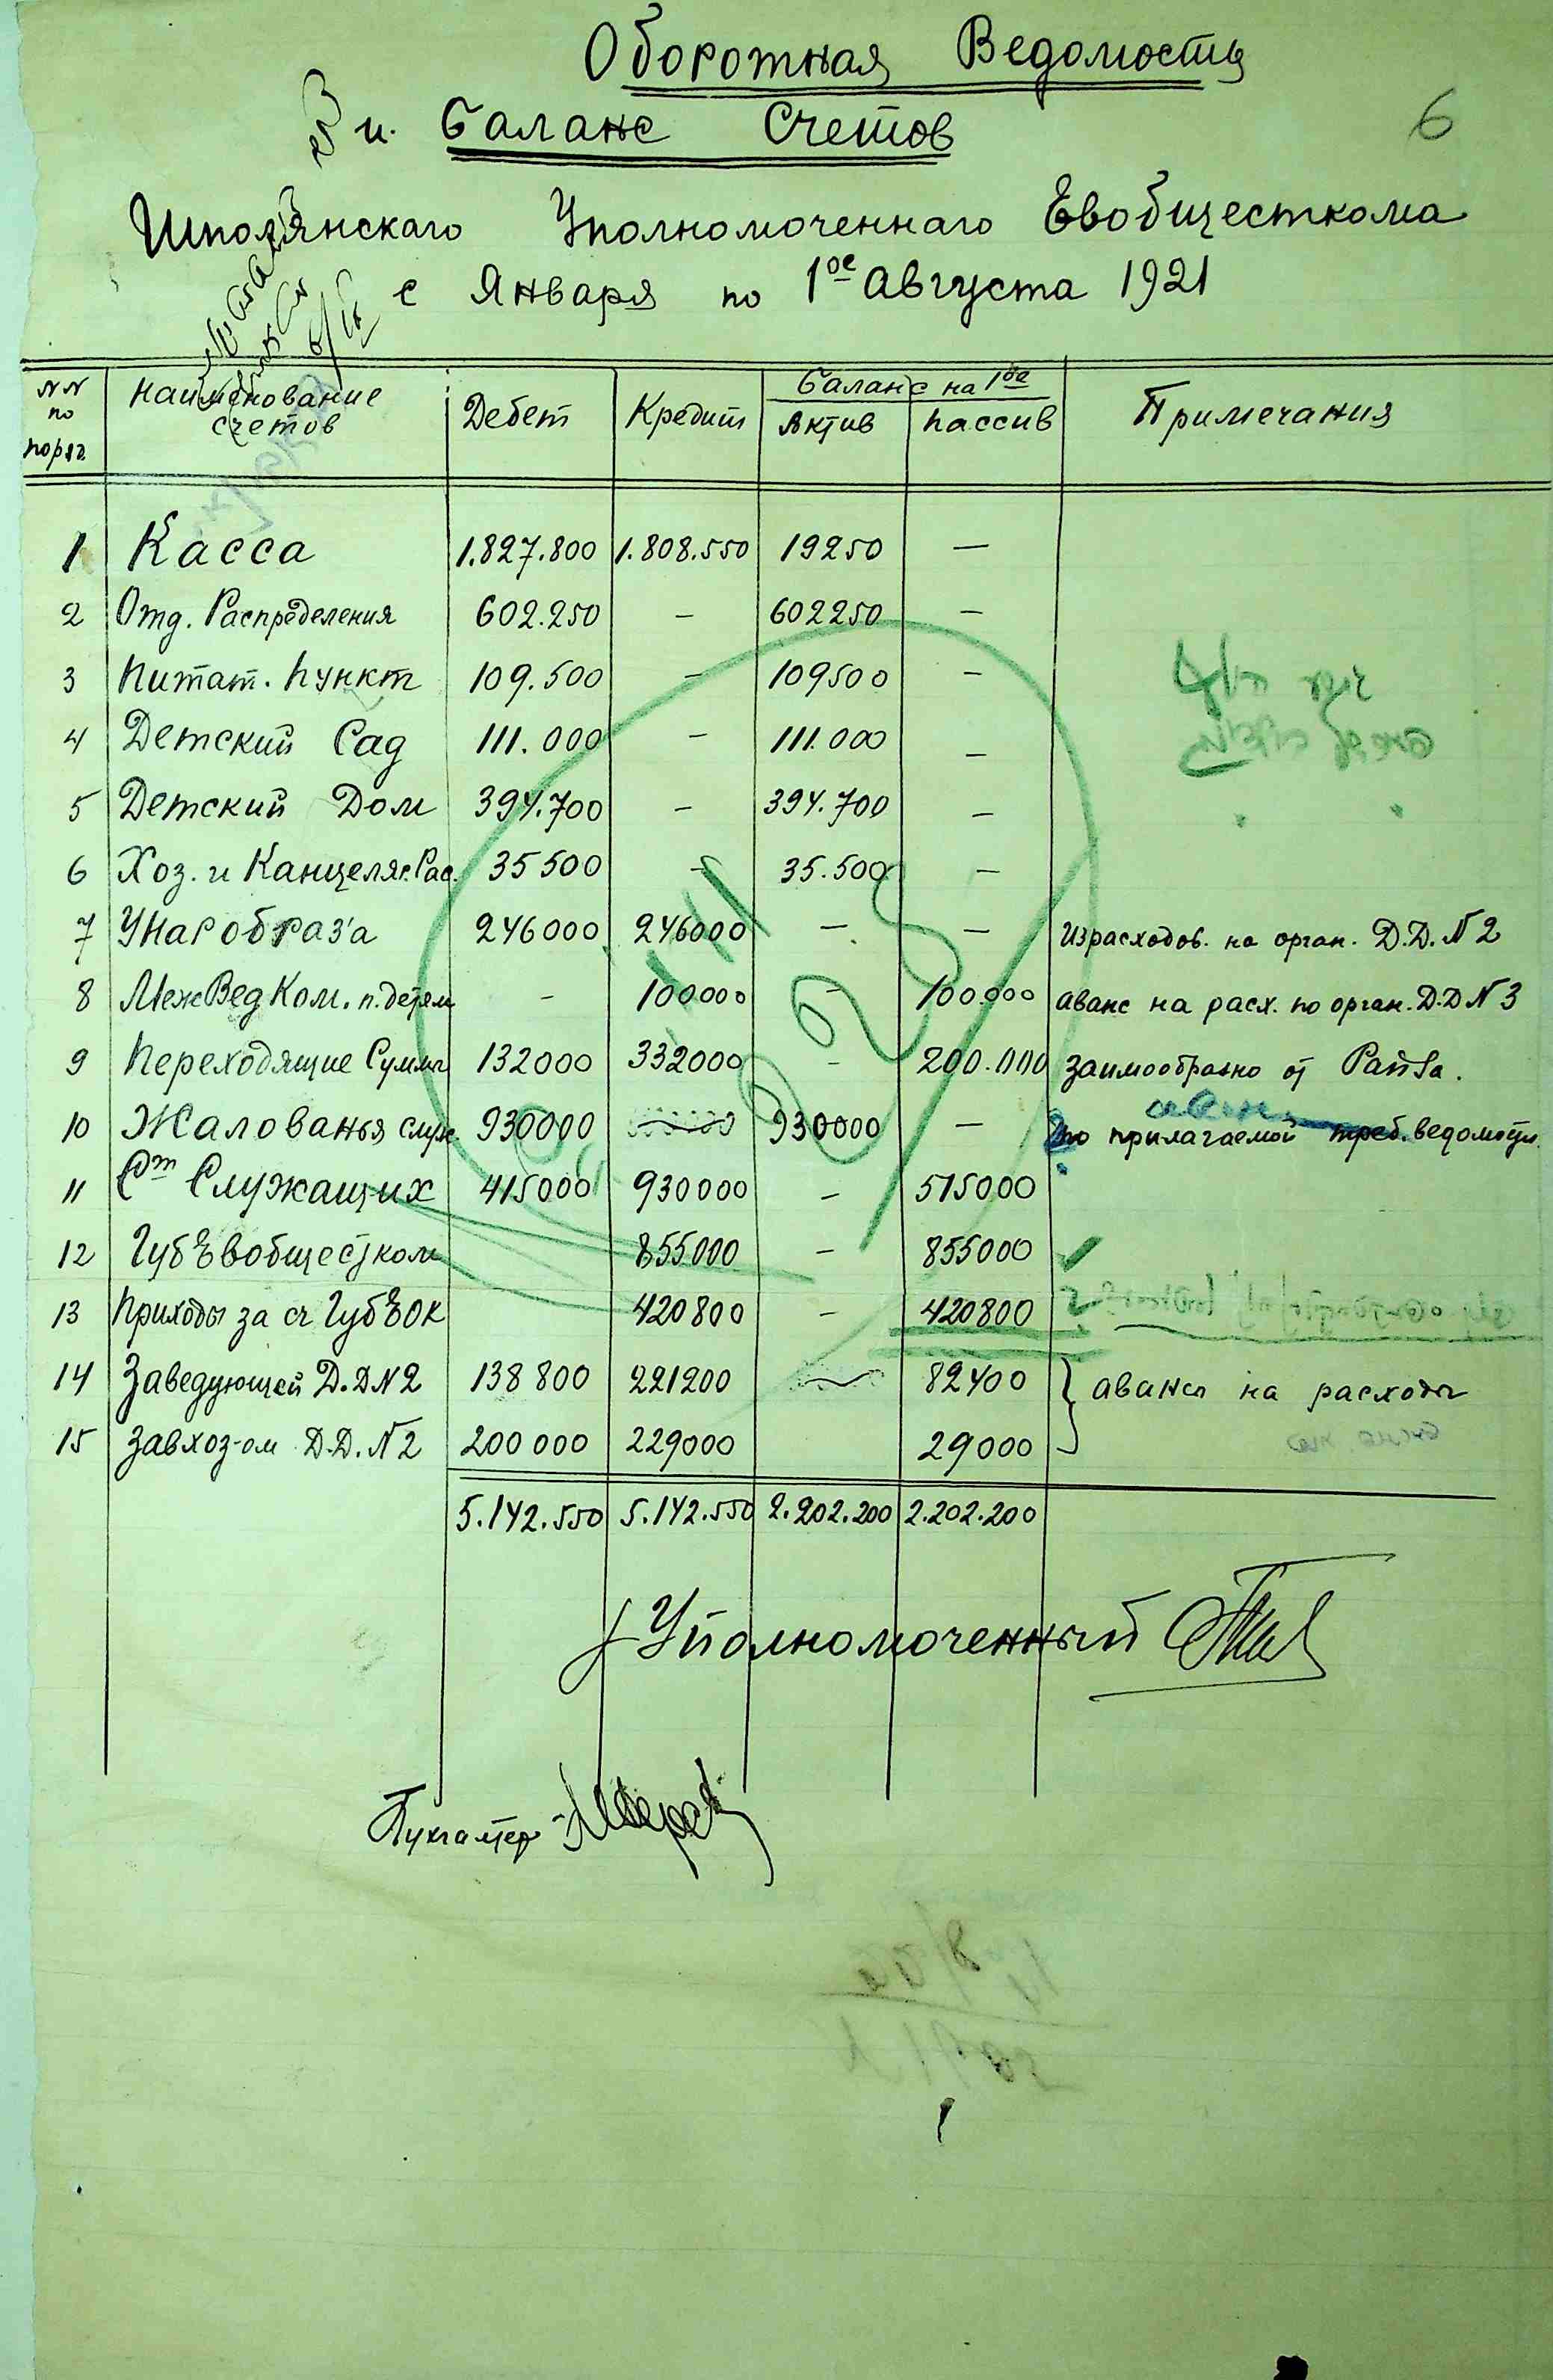 Оборотная Ведомость
и. Баланс Счетов
6
Шполянскаго Уполномоченнаго Евобщесткома
с Января по 1ое Августа 1921
NN по поряд. Наименование счетов Дебет Кредит Баланс на 1ое Актив Пассив Примечания
1 Касса 1.827.800 1.808.550 19250 —
2 Отд. Распределения 602.250 — 602250 —
3 Питат. Пункт 109.500 — 109500 —
4 Детский Сад 111.000 — 111.000 —
5 Детский Дом 394.700 — 394.700 —
6 Хоз. и Канцеляр. Рас. 35500 — 35.500 —
7 УНаробраз'а 246000 246000 — — Израсходов. на орган. Д.Д. N2
8 МежВедКом. п. детям — 100000 — 100.000 аванс на расх. по орган. Д.Д N3
9 Переходящие Суммы 132000 332000 — 200.000 Заимообразно от
10 Жалованья служ. 930000 930000 — по прилагаемой треб. ведомости
11 Ст Служащих 415000 930000 — 515000
12 ГубЕвобщестком 855000 — 855000
13 Приходы за сч ГубЕОК 420800 — 420800
14 Заведующей Д.Д N2 138800 221200 82400 авансы на расходы
15 Завхоз-ом Д.Д. N2 200000 229000 29000
5.142.550 5.142.550 2.202.200 2.202.200
Уполномоченный
Бухгалтер